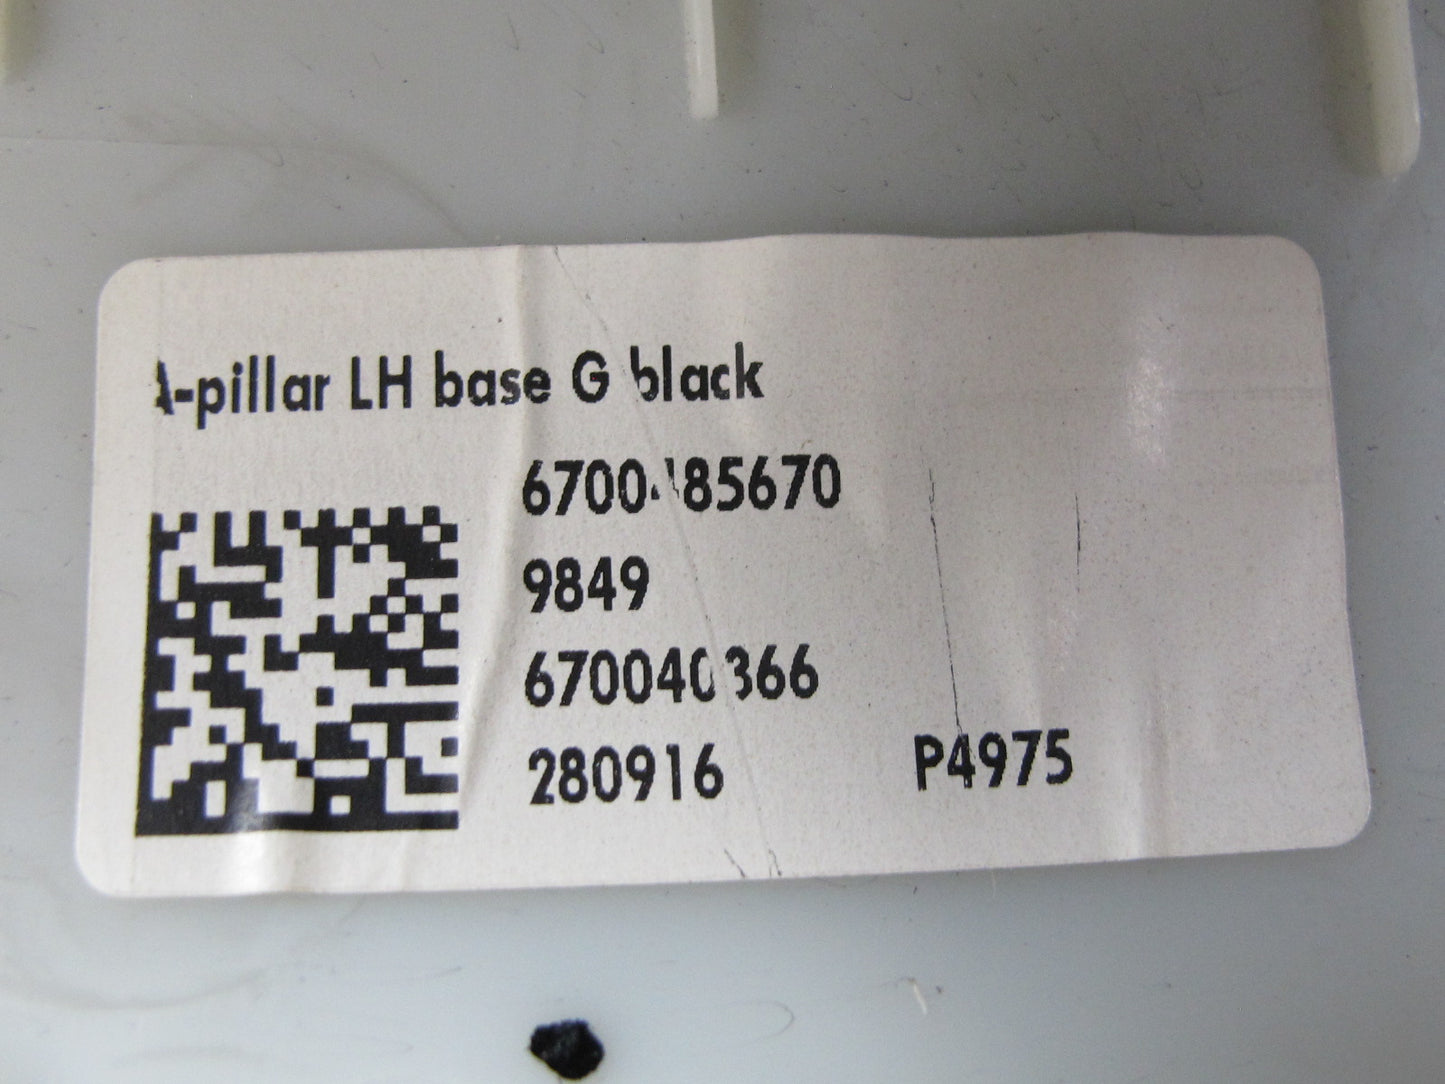 A-pillar LH base G black
6700485670
9849
670040366
280916 P4975